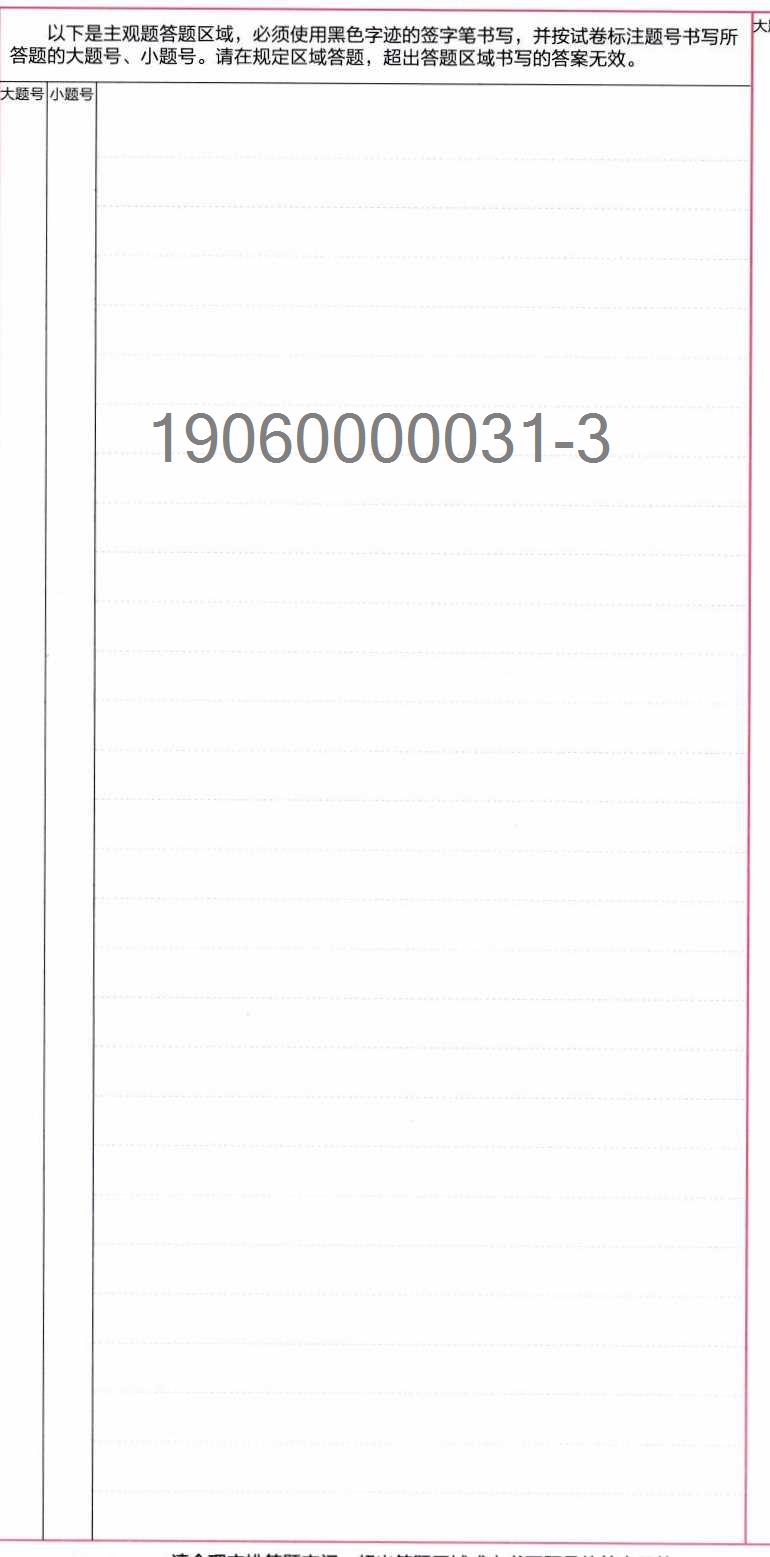 以下是主观题答题区域，必须使用黑色字迹的签字笔书写，并按试卷标注题号书写所
答题的大题号、小题号。请在规定区域答题，超出答题区域书写的答案无效。
大题号 小题号
大
19060000031-3